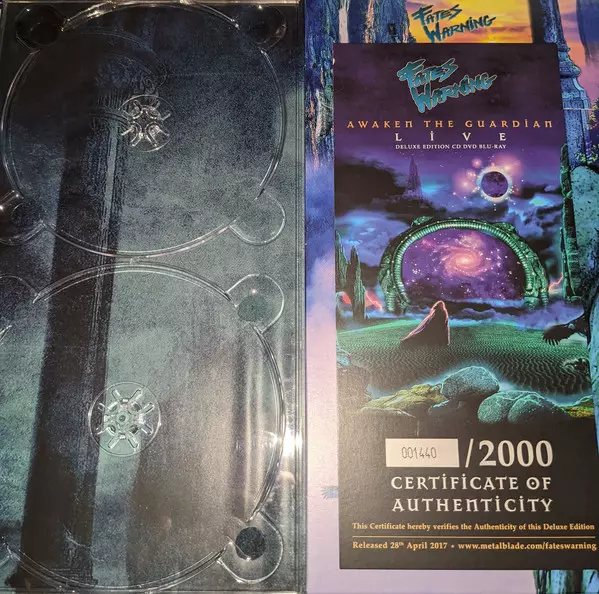 FATES
WARNING
FATES
WARNING
AWAKEN THE GUARDIAN
LIVE
DELUXE EDITION CD DVD BLU-RAY
001440 /2000
CERTIFICATE OF
AUTHENTICITY
This Certificate hereby verifies the Authenticity of this Deluxe Edition
Released 28th April 2017 • www.metalblade.com/fateswarning